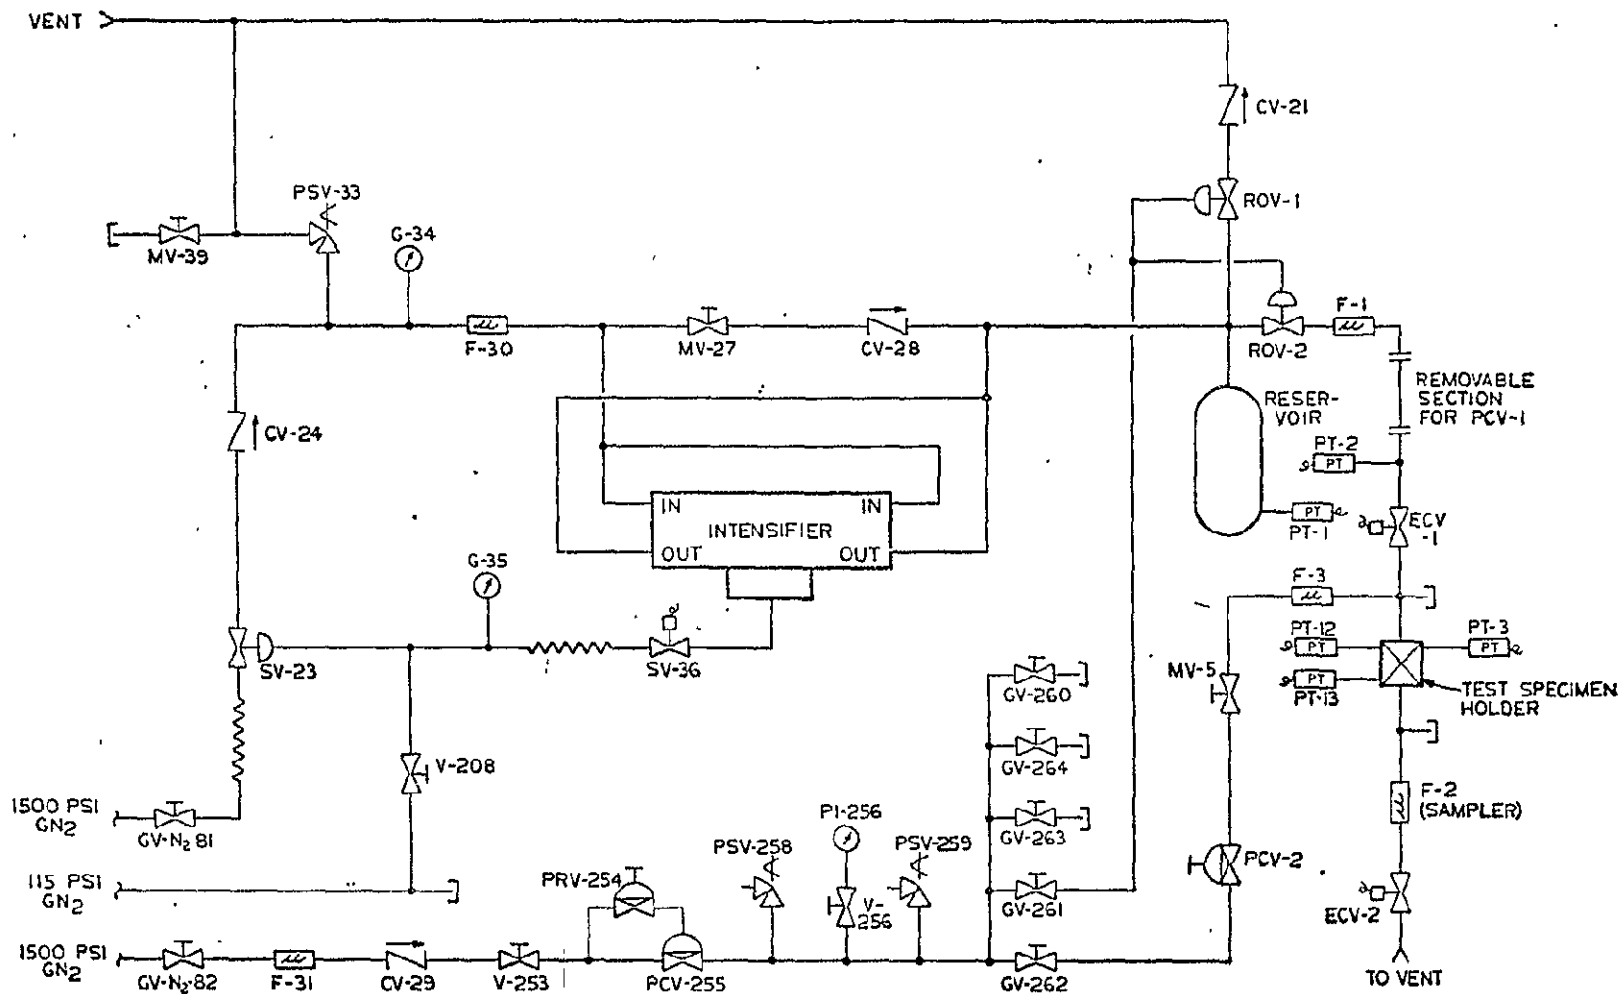 VENT
CV-21
PSV-33
ROV-1
G-34
MV-39
F-1
F-30
MV-27
CV-28
ROV-2
REMOVABLE
SECTION
FOR PCV-1
RESER-
VOIR
CV-24
PT-2
PT
IN
IN
INTENSIFIER
PT
PT-1
ECV
-1
OUT
OUT
G-35
F-3
PT-12
PT
PT-3
PT
SV-23
SV-36
MV-5
PT
PT-13
TEST SPECIMEN
HOLDER
GV-260
V-208
GV-264
1500 PSI
GN2
GV-N2 81
F-2
(SAMPLER)
PI-256
GV-263
PSV-258
PSV-259
PCV-2
115 PSI
GN2
PRV-254
V-
256
GV-261
ECV-2
1500 PSI
GN2
GV-N2-82
F-31
CV-29
V-253
PCV-255
GV-262
TO VENT